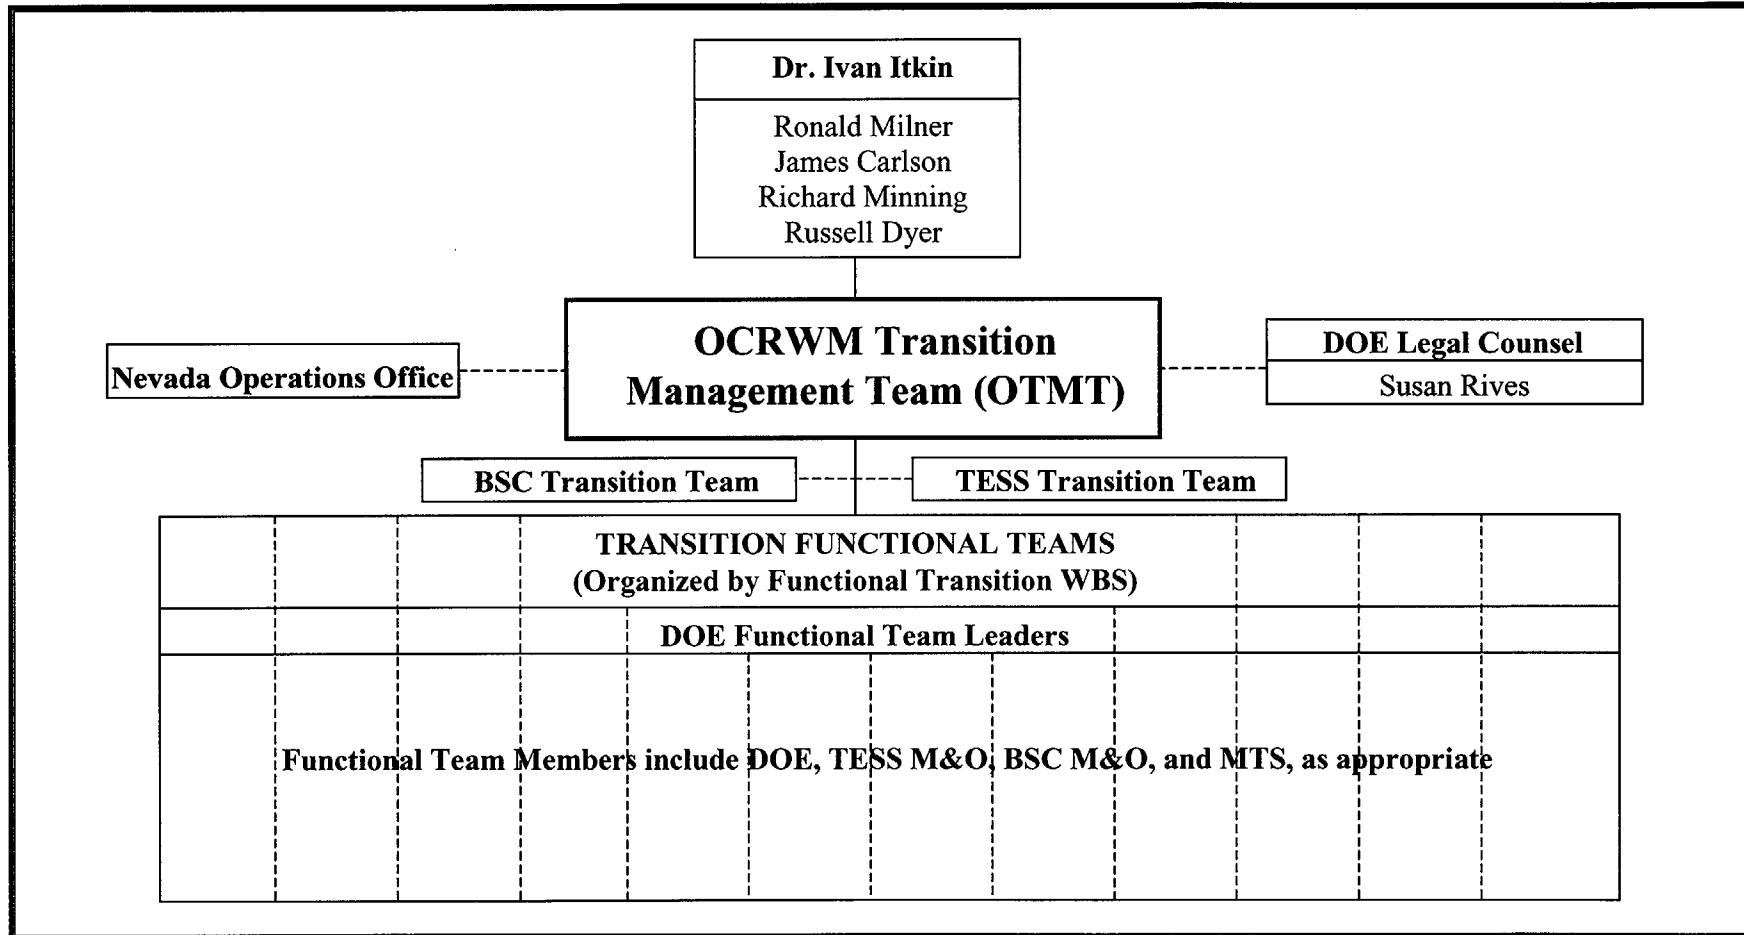 Dr. Ivan Itkin
Ronald Milner
James Carlson
Richard Minning
Russell Dyer
OCRWM Transition
Management Team (OTMT)
Nevada Operations Office
DOE Legal Counsel
Susan Rives
BSC Transition Team
TESS Transition Team
TRANSITION FUNCTIONAL TEAMS
(Organized by Functional Transition WBS)
DOE Functional Team Leaders
Functional Team Members include DOE, TESS M&O, BSC M&O, and MTS, as appropriate